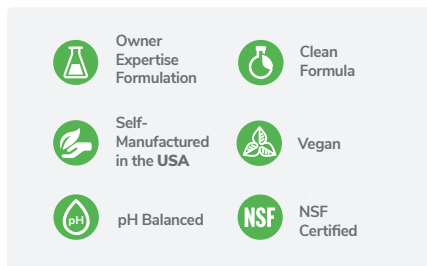 Owner
Expertise
Formulation
Clean
Formula
Self-
Manufactured
in the USA
Vegan
pH
pH Balanced
NSF
NSF
Certified